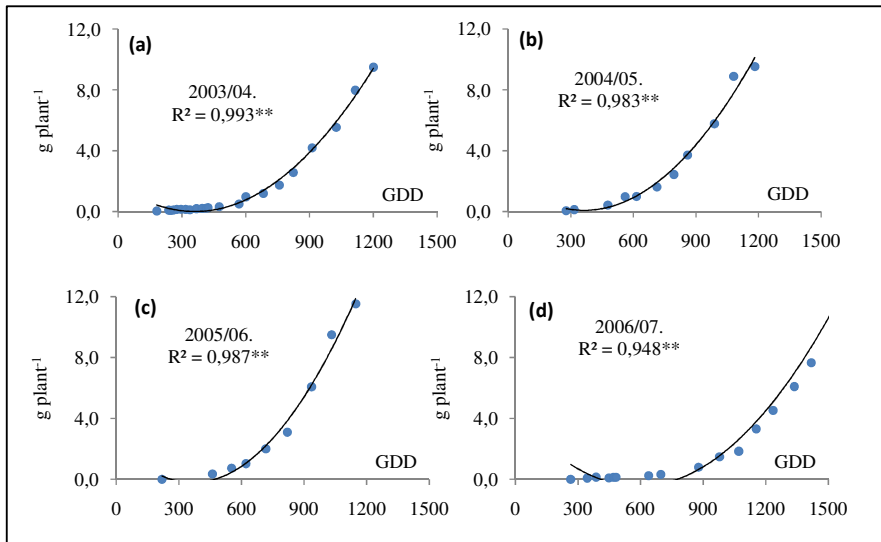 (a)
2003/04.
R² = 0,993**
g plant⁻¹
12,0
8,0
4,0
0,0
GDD
0 300 600 900 1200 1500
(b)
2004/05.
R² = 0,983**
g plant⁻¹
12,0
8,0
4,0
0,0
GDD
0 300 600 900 1200 1500
(c)
2005/06.
R² = 0,987**
g plant⁻¹
12,0
8,0
4,0
0,0
GDD
0 300 600 900 1200 1500
(d)
2006/07.
R² = 0,948**
g plant⁻¹
12,0
8,0
4,0
0,0
GDD
0 300 600 900 1200 1500